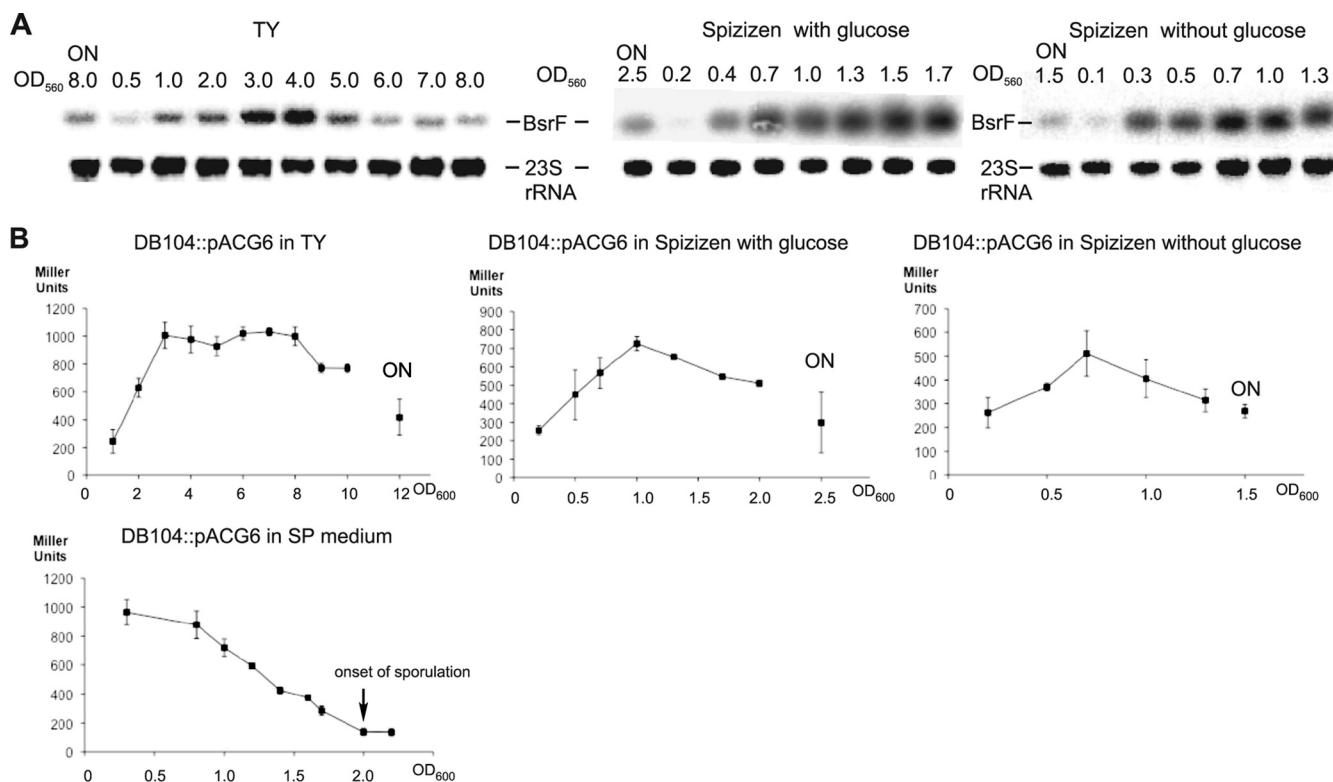 A
TY
Spizizen with glucose
Spizizen without glucose
ON
ON
ON
OD560 8.0 0.5 1.0 2.0 3.0 4.0 5.0 6.0 7.0 8.0
OD560 2.5 0.2 0.4 0.7 1.0 1.3 1.5 1.7
OD560 1.5 0.1 0.3 0.5 0.7 1.0 1.3
–BsrF –
BsrF –
– 23S –
rRNA
23S –
rRNA
B
DB104::pACG6 in TY
Miller
Units
1200
1000
800
600
400
200
0
ON
0 2 4 6 8 10 12 OD600
DB104::pACG6 in Spizizen with glucose
Miller
Units
900
800
700
600
500
400
300
200
100
0
ON
0 0.5 1.0 1.5 2.0 2.5 OD600
DB104::pACG6 in Spizizen without glucose
Miller
Units
700
600
500
400
300
200
100
0
ON
0 0.5 1.0 1.5 OD600
DB104::pACG6 in SP medium
Miller
Units
1200
1000
800
600
400
200
0
onset of sporulation
0 0.5 1.0 1.5 2.0 OD600